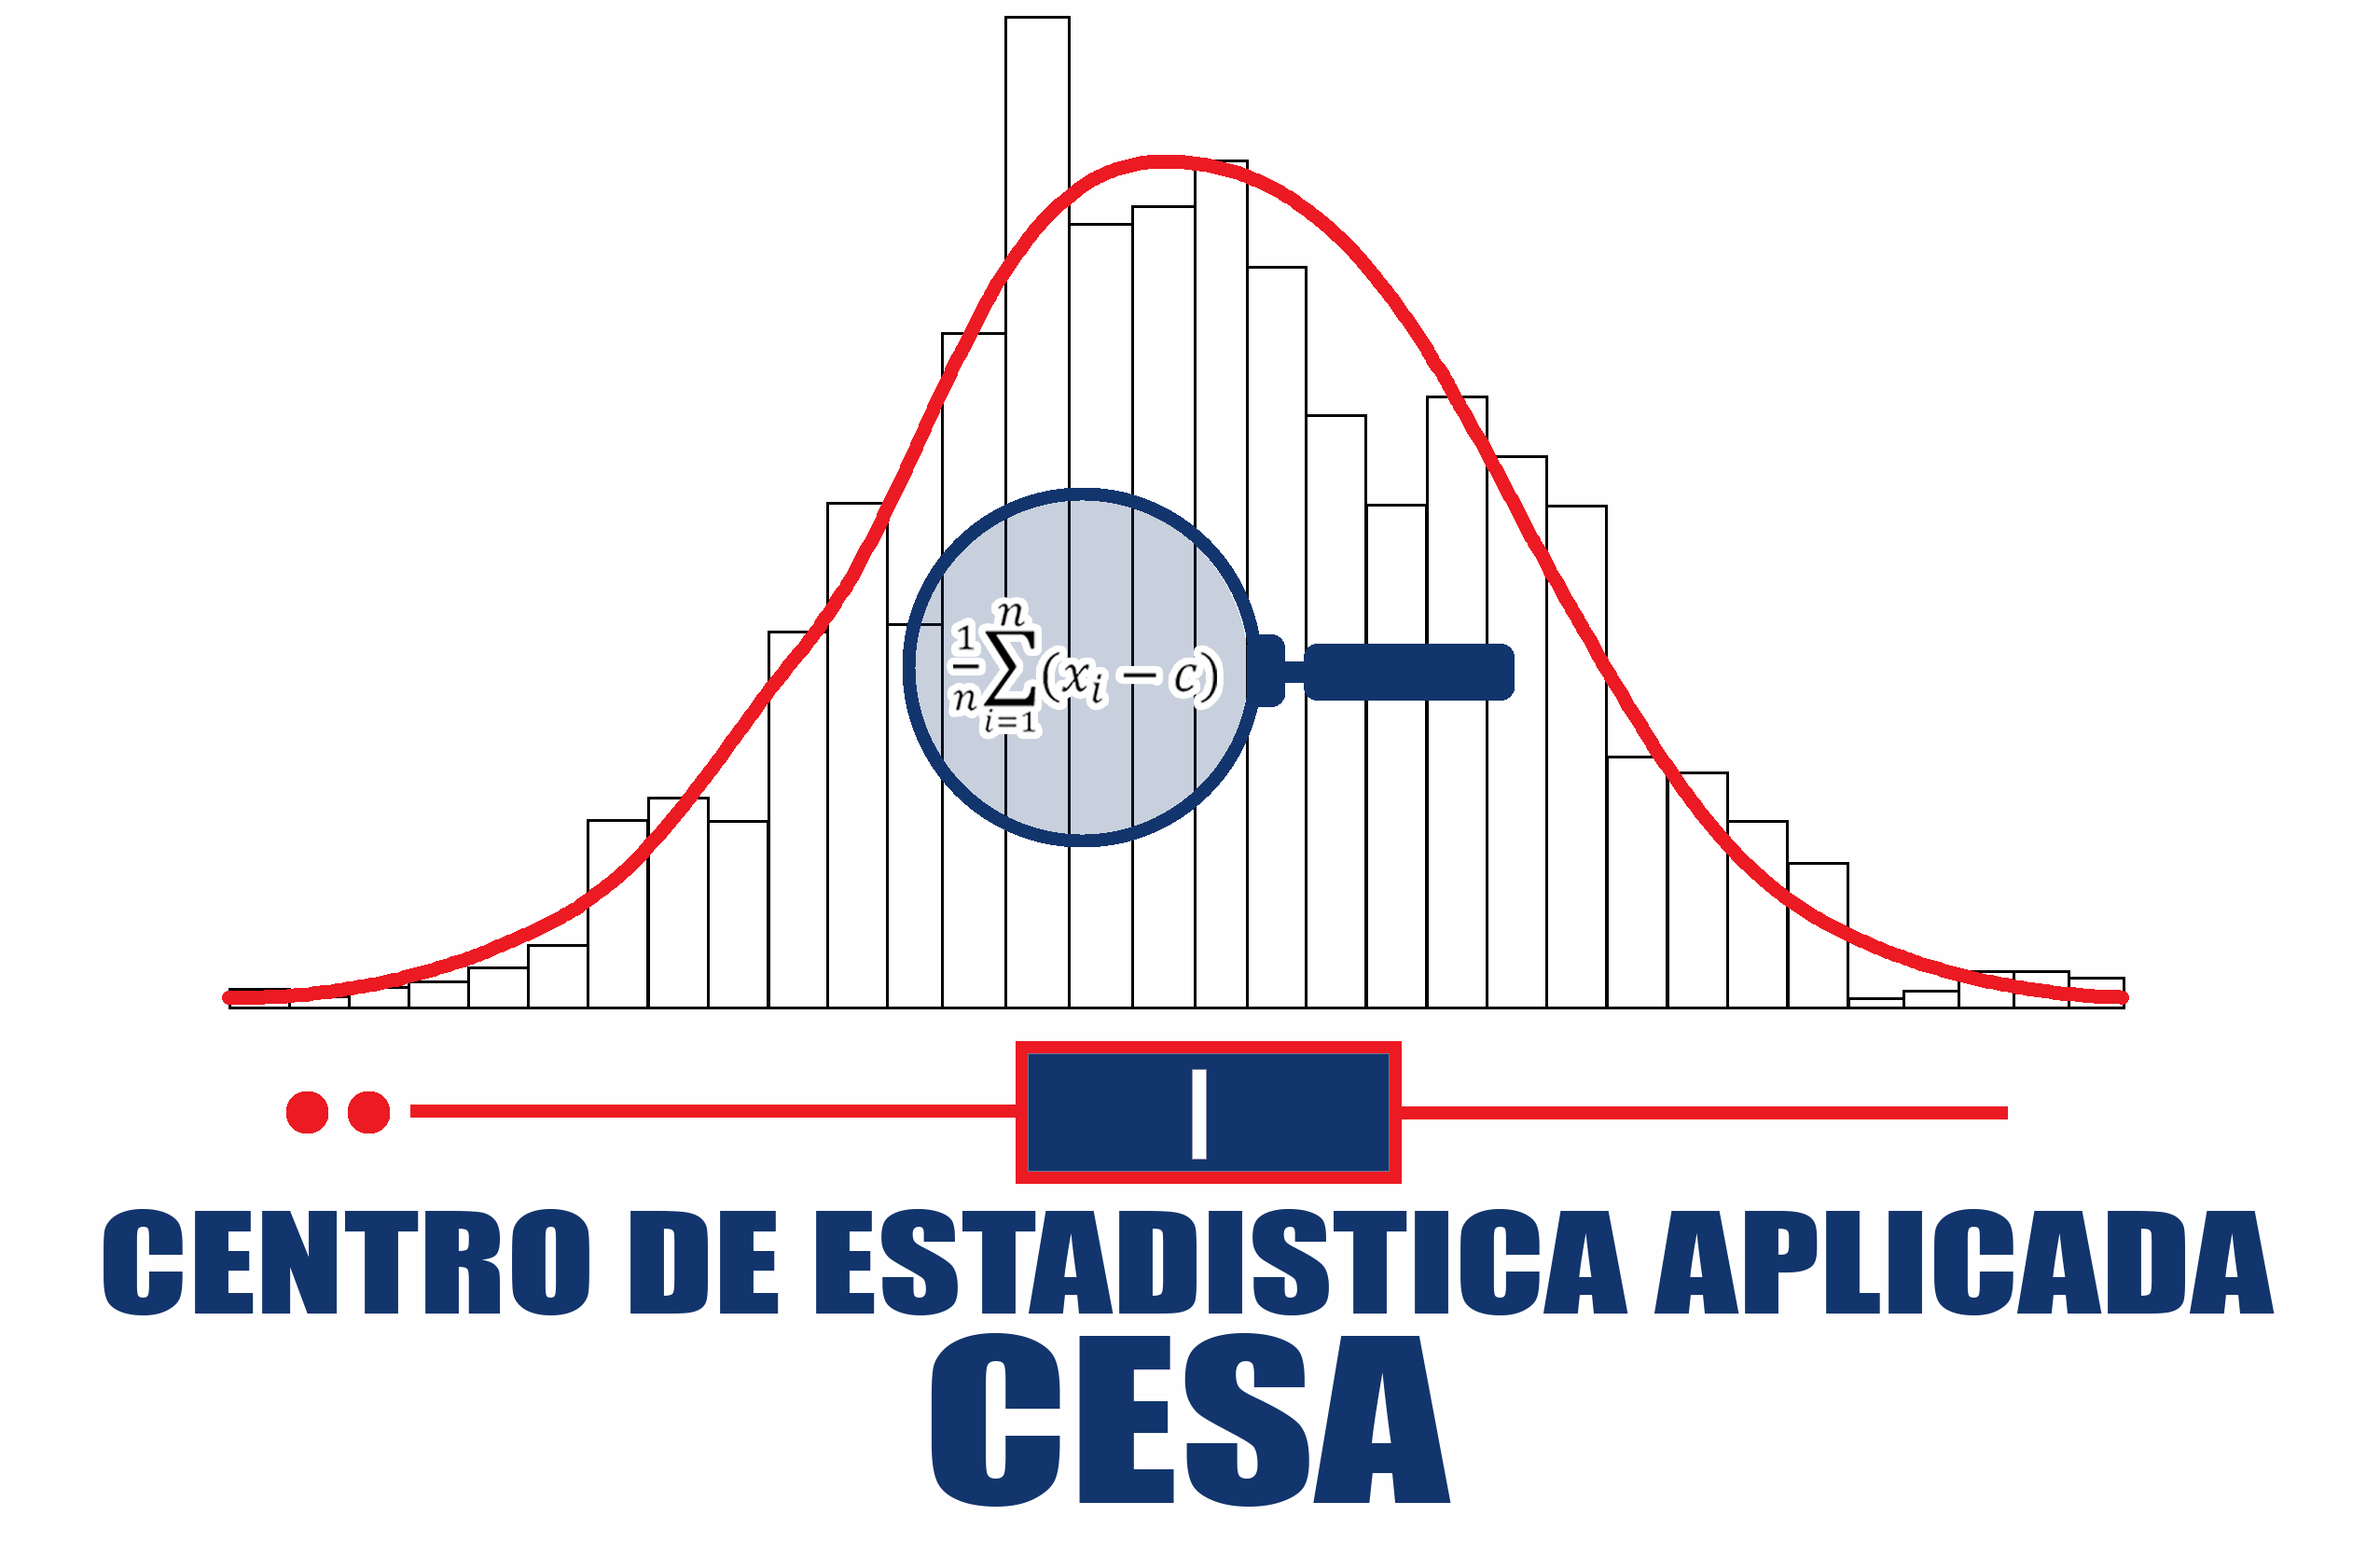 1/n ∑_{i=1}^{n} (x_i − c)
CENTRO DE ESTADISTICA APLICADA
CESA